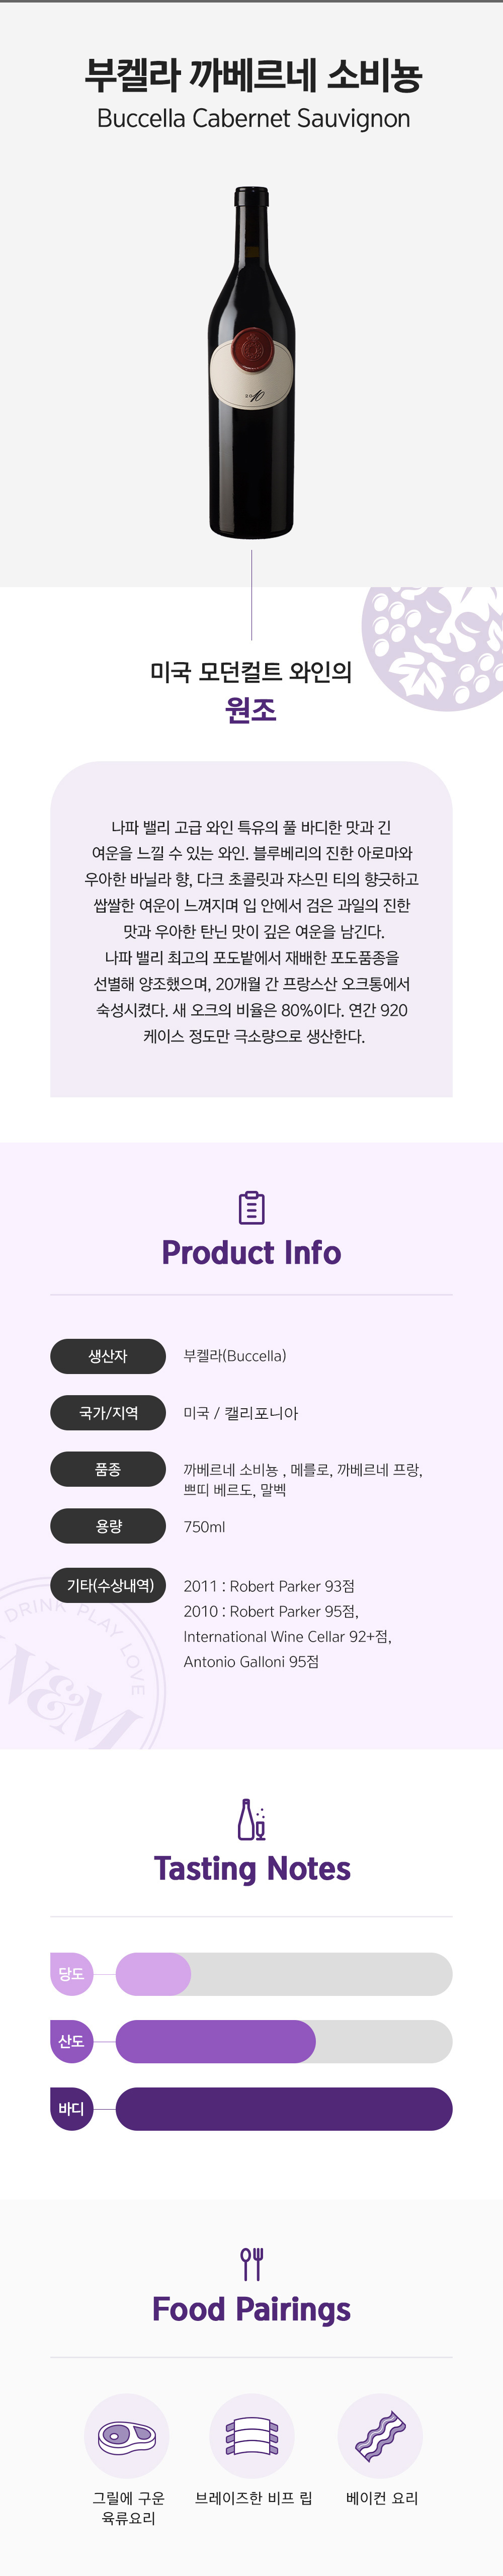 부켈라 까베르네 소비뇽
Buccella Cabernet Sauvignon
2010
미국 모던컬트 와인의
원조
나파 밸리 고급 와인 특유의 풀 바디한 맛과 긴
여운을 느낄 수 있는 와인. 블루베리의 진한 아로마와
우아한 바닐라 향, 다크 초콜릿과 쟈스민 티의 향긋하고
쌉쌀한 여운이 느껴지며 입 안에서 검은 과일의 진한
맛과 우아한 탄닌 맛이 깊은 여운을 남긴다.
나파 밸리 최고의 포도밭에서 재배한 포도품종을
선별해 양조했으며, 20개월 간 프랑스산 오크통에서
숙성시켰다. 새 오크의 비율은 80%이다. 연간 920
케이스 정도만 극소량으로 생산한다.
Product Info
생산자 부켈라(Buccella)
국가/지역 미국 / 캘리포니아
품종 까베르네 소비뇽 , 메를로, 까베르네 프랑,
쁘띠 베르도, 말벡
용량 750ml
기타(수상내역) 2011 : Robert Parker 93점
2010 : Robert Parker 95점,
International Wine Cellar 92+점,
Antonio Galloni 95점
DRINK PLAY LOVE
W&M
Tasting Notes
당도
산도
바디
Food Pairings
그릴에 구운 브레이즈한 비프 립 베이컨 요리
육류요리